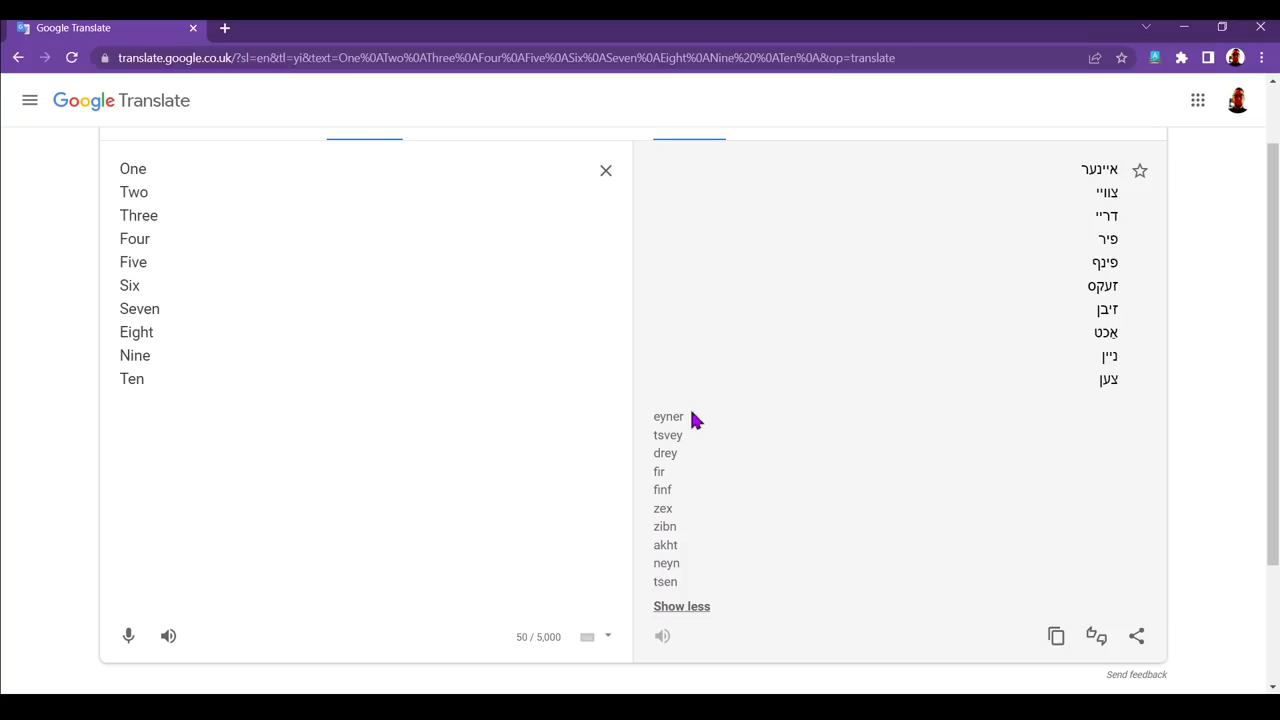 Google Translate
translate.google.co.uk/?sl=en&tl=yi&text=One%0ATwo%0AThree%0AFour%0AFive%0ASix%0ASeven%0AEight%0ANine%20%0ATen%0A&op=translate
Google Translate
One
Two
Three
Four
Five
Six
Seven
Eight
Nine
Ten
50 / 5,000
איינער
צוויי
דריי
פיר
פינף
זעקס
זיבן
אַכט
ניין
צען
eyner
tsvey
drey
fir
finf
zex
zibn
akht
neyn
tsen
Show less
Send feedback